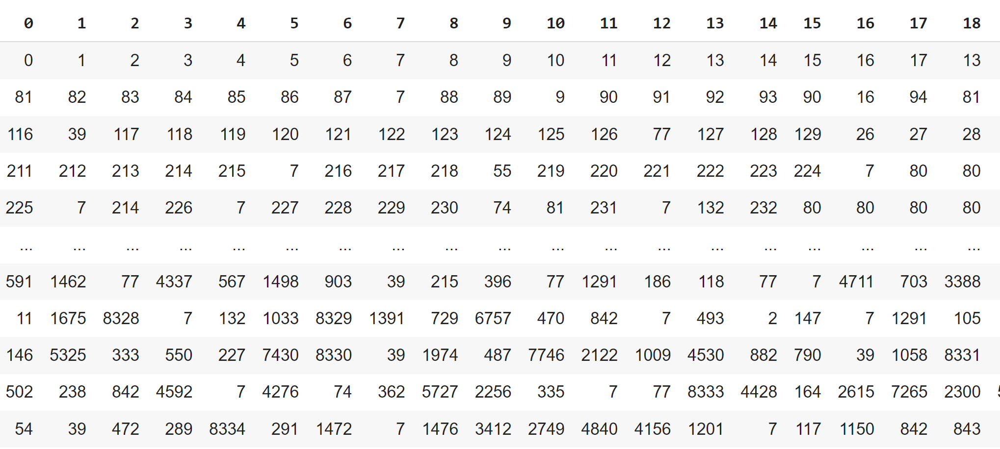 0 1 2 3 4 5 6 7 8 9 10 11 12 13 14 15 16 17 18
0 1 2 3 4 5 6 7 8 9 10 11 12 13 14 15 16 17 13
81 82 83 84 85 86 87 7 88 89 9 90 91 92 93 90 16 94 81
116 39 117 118 119 120 121 122 123 124 125 126 77 127 128 129 26 27 28
211 212 213 214 215 7 216 217 218 55 219 220 221 222 223 224 7 80 80
225 7 214 226 7 227 228 229 230 74 81 231 7 132 232 80 80 80 80
... ... ... ... ... ... ... ... ... ... ... ... ... ... ... ... ... ... ...
591 1462 77 4337 567 1498 903 39 215 396 77 1291 186 118 77 7 4711 703 3388
11 1675 8328 7 132 1033 8329 1391 729 6757 470 842 7 493 2 147 7 1291 105
146 5325 333 550 227 7430 8330 39 1974 487 7746 2122 1009 4530 882 790 39 1058 8331
502 238 842 4592 7 4276 74 362 5727 2256 335 7 77 8333 4428 164 2615 7265 2300
54 39 472 289 8334 291 1472 7 1476 3412 2749 4840 4156 1201 7 117 1150 842 843